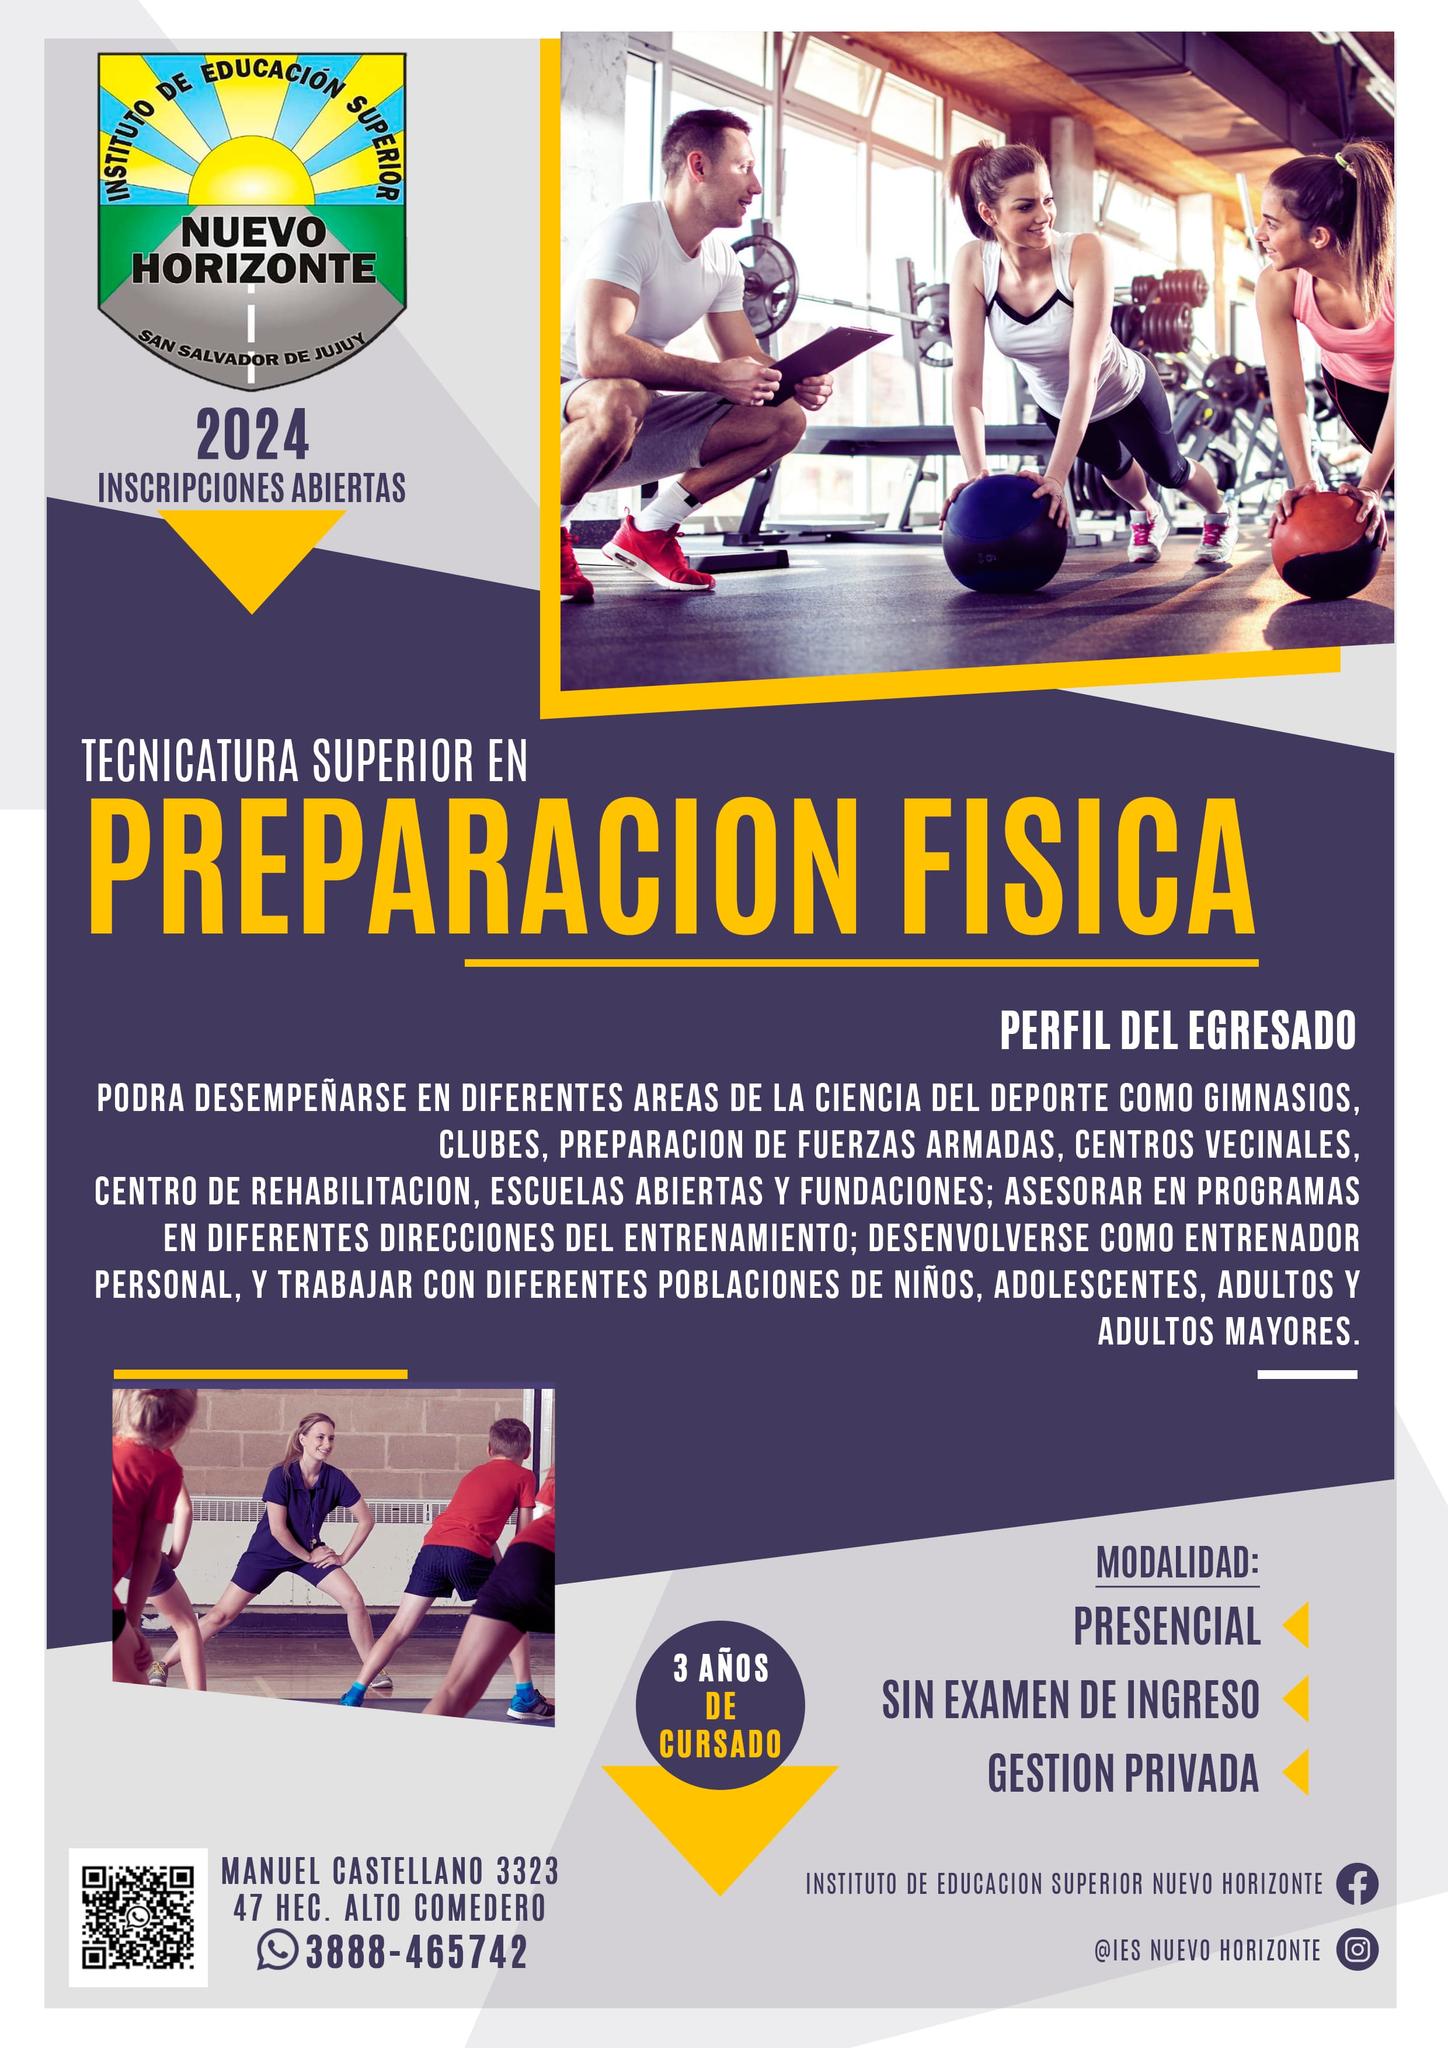 INSTITUTO DE EDUCACIÓN SUPERIOR
NUEVO
HORIZONTE
SAN SALVADOR DE JUJUY
2024
INSCRIPCIONES ABIERTAS
TECNICATURA SUPERIOR EN
PREPARACION FISICA
PERFIL DEL EGRESADO
PODRA DESEMPEÑARSE EN DIFERENTES AREAS DE LA CIENCIA DEL DEPORTE COMO GIMNASIOS,
CLUBES, PREPARACION DE FUERZAS ARMADAS, CENTROS VECINALES,
CENTRO DE REHABILITACION, ESCUELAS ABIERTAS Y FUNDACIONES; ASESORAR EN PROGRAMAS
EN DIFERENTES DIRECCIONES DEL ENTRENAMIENTO; DESENVOLVERSE COMO ENTRENADOR
PERSONAL, Y TRABAJAR CON DIFERENTES POBLACIONES DE NIÑOS, ADOLESCENTES, ADULTOS Y
ADULTOS MAYORES.
MODALIDAD:
PRESENCIAL
SIN EXAMEN DE INGRESO
GESTION PRIVADA
3 AÑOS
DE
CURSADO
MANUEL CASTELLANO 3323
47 HEC. ALTO COMEDERO
3888-465742
INSTITUTO DE EDUCACION SUPERIOR NUEVO HORIZONTE
@IES NUEVO HORIZONTE